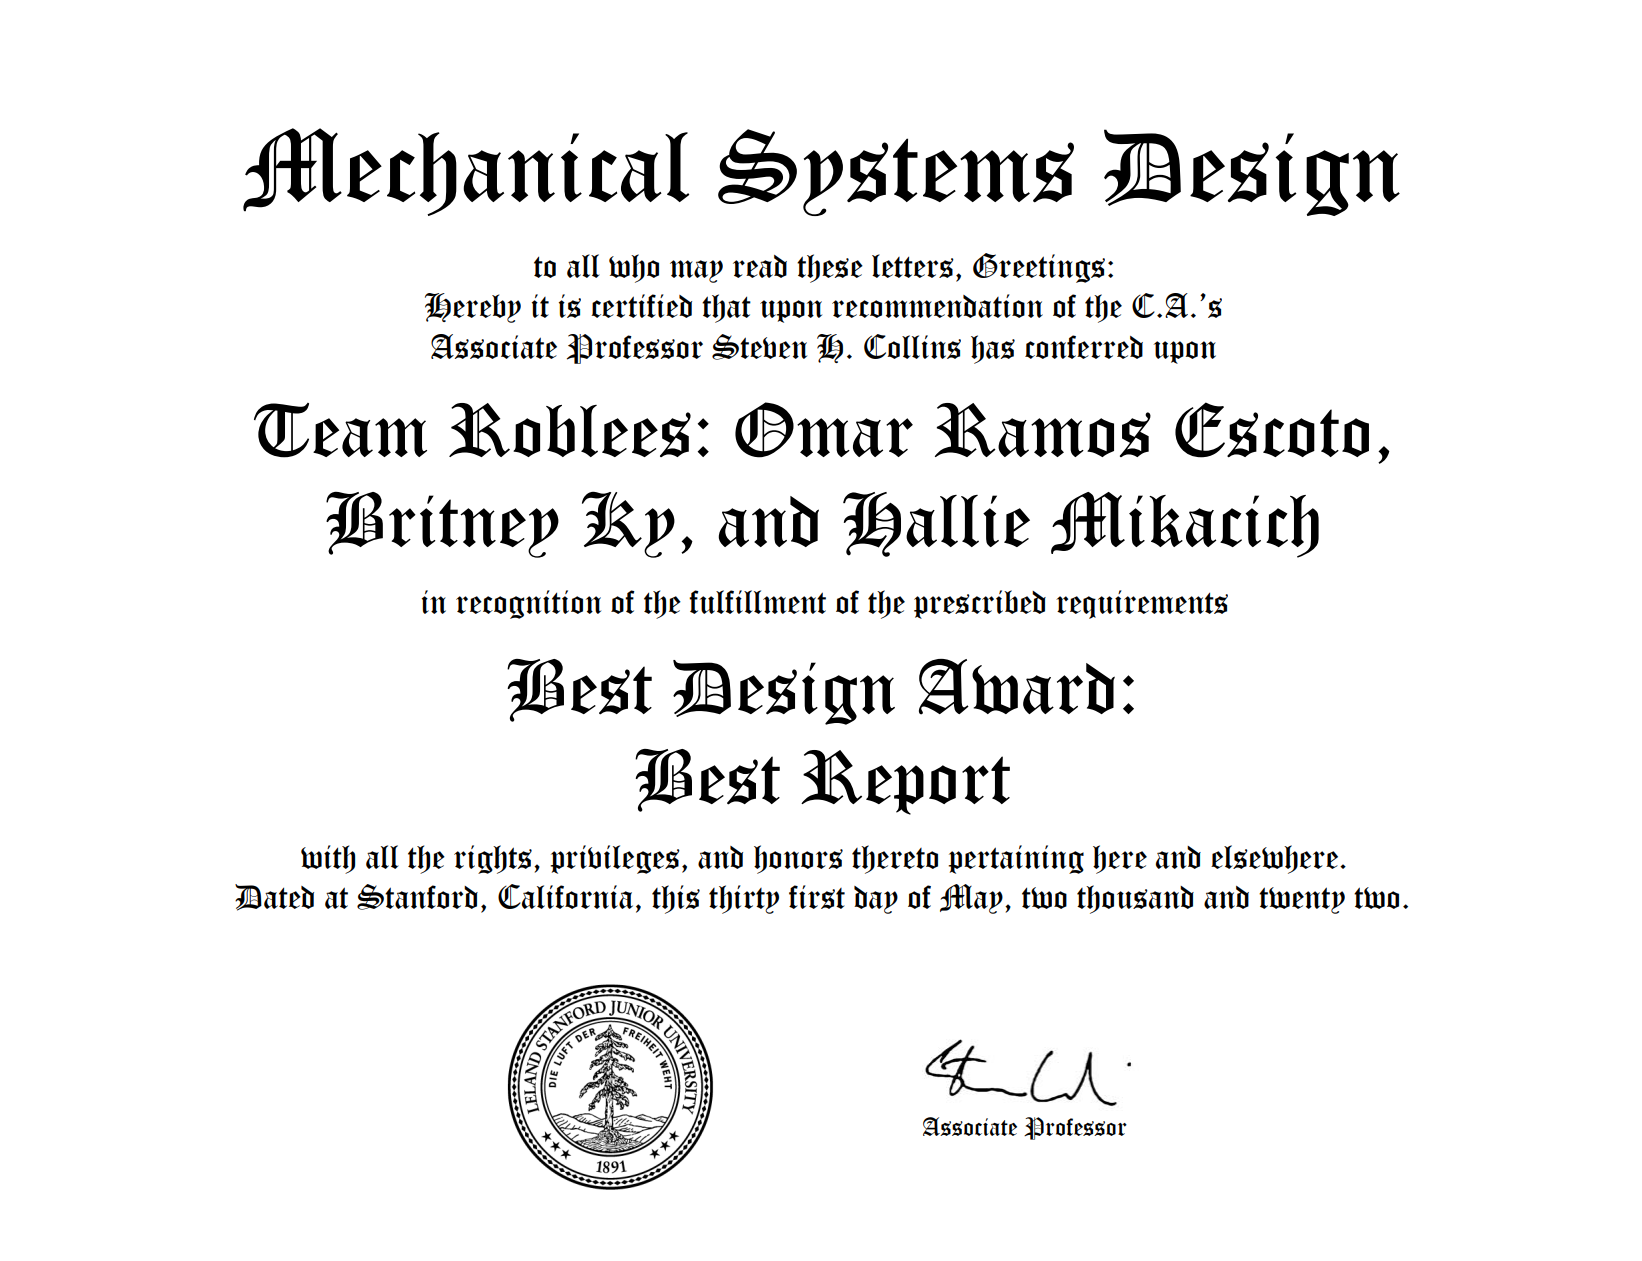 Mechanical Systems Design
to all who may read these letters, Greetings:
Hereby it is certified that upon recommendation of the C.A.'s
Associate Professor Steven H. Collins has conferred upon
Team Roblees: Omar Ramos Escoto,
Britney Ky, and Hallie Mikacich
in recognition of the fulfillment of the prescribed requirements
Best Design Award:
Best Report
with all the rights, privileges, and honors thereto pertaining here and elsewhere.
Dated at Stanford, California, this thirty first day of May, two thousand and twenty two.
LELAND STANFORD JUNIOR UNIVERSITY
DIE LUFT DER FREIHEIT WEHT
1891
Associate Professor